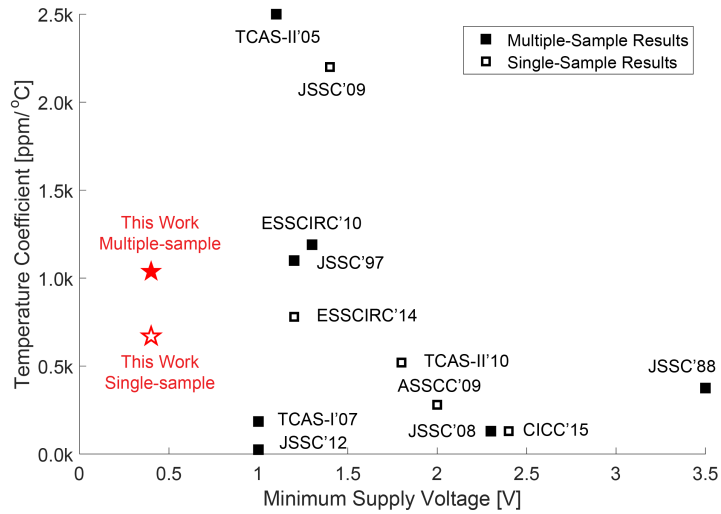 2.5k
TCAS-II’05
Multiple-Sample Results
Single-Sample Results
JSSC’09
2.0k
Temperature Coefficient [ppm/°C]
1.5k
This Work
Multiple-sample
ESSCIRC’10
JSSC’97
1.0k
ESSCIRC’14
This Work
Single-sample
0.5k
TCAS-II’10
JSSC’88
ASSCC’09
TCAS-I’07
JSSC’08
CICC’15
JSSC’12
0.0k
0 0.5 1 1.5 2 2.5 3 3.5
Minimum Supply Voltage [V]